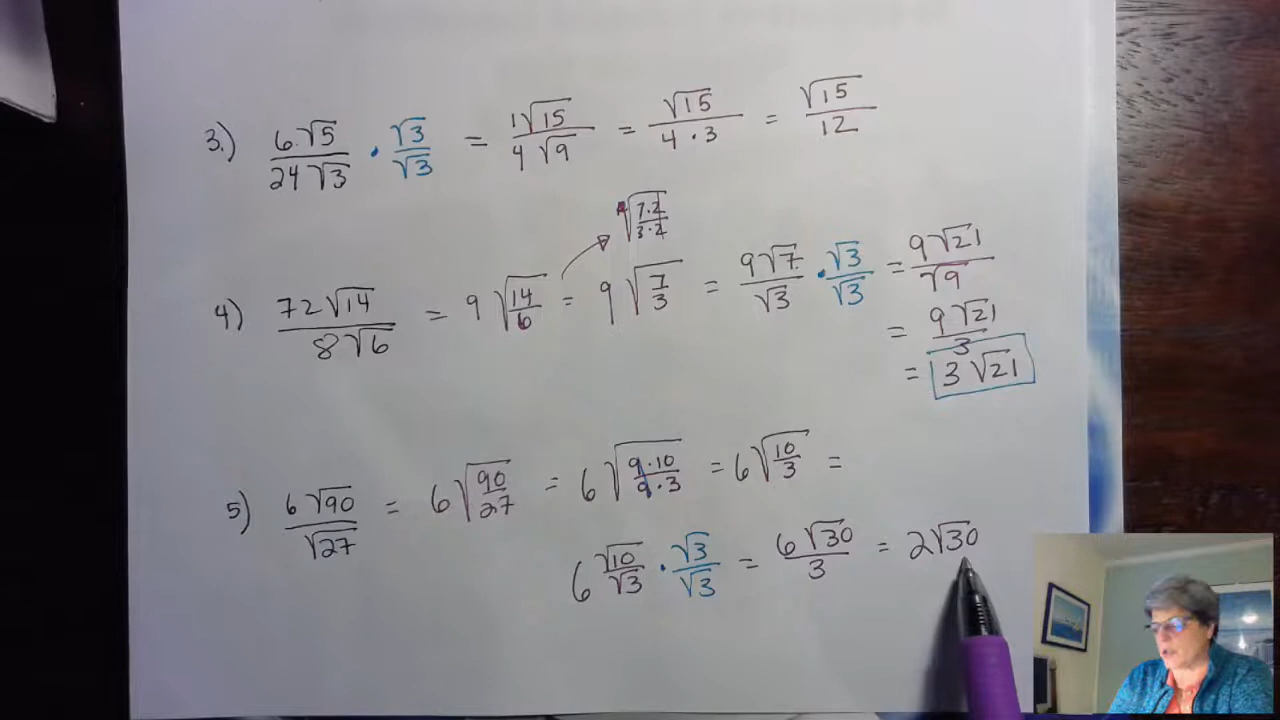 3.) 6√5/24√3 · √3/√3 = 1√15/4√9 = √15/4·3 = √15/12
√7·2/3·2
4) 72√14/8√6 = 9√14/6 = 9√7/3 = 9√7/√3 · √3/√3 = 9√21/√9
= 9√21/3
= 3√21
5) 6√90/√27 = 6√90/27 = 6√9·10/9·3 = 6√10/3 =
6 √10/√3 · √3/√3 = 6√30/3 = 2√30